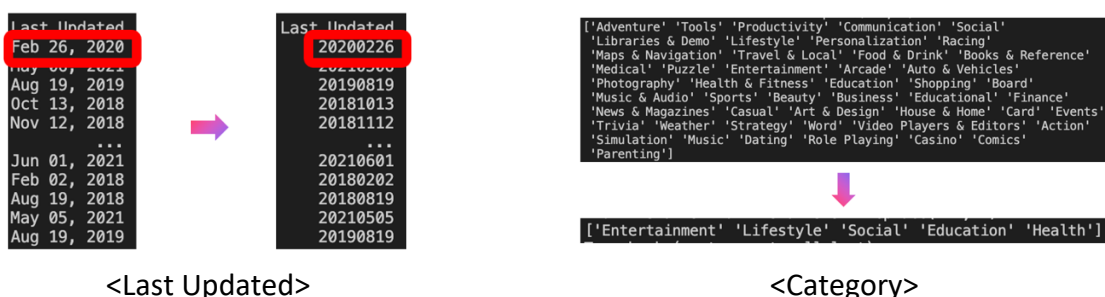 Last Updated
Feb 26, 2020
May 06, 2021
Aug 19, 2019
Oct 13, 2018
Nov 12, 2018
...
Jun 01, 2021
Feb 02, 2018
Aug 19, 2018
May 05, 2021
Aug 19, 2019
Last Updated
20200226
20210506
20190819
20181013
20181112
...
20210601
20180202
20180819
20210505
20190819
<Last Updated>
['Adventure' 'Tools' 'Productivity' 'Communication' 'Social'
'Libraries & Demo' 'Lifestyle' 'Personalization' 'Racing'
'Maps & Navigation' 'Travel & Local' 'Food & Drink' 'Books & Reference'
'Medical' 'Puzzle' 'Entertainment' 'Arcade' 'Auto & Vehicles'
'Photography' 'Health & Fitness' 'Education' 'Shopping' 'Board'
'Music & Audio' 'Sports' 'Beauty' 'Business' 'Educational' 'Finance'
'News & Magazines' 'Casual' 'Art & Design' 'House & Home' 'Card' 'Events'
'Trivia' 'Weather' 'Strategy' 'Word' 'Video Players & Editors' 'Action'
'Simulation' 'Music' 'Dating' 'Role Playing' 'Casino' 'Comics'
'Parenting']
['Entertainment' 'Lifestyle' 'Social' 'Education' 'Health']
<Category>